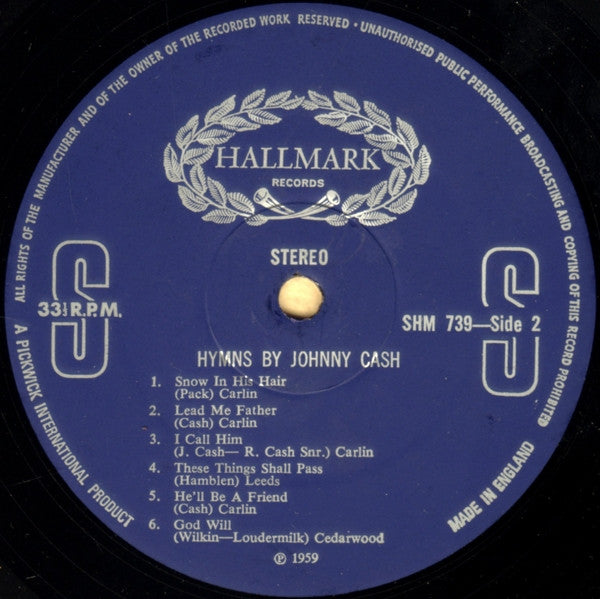 ALL RIGHTS OF THE MANUFACTURER AND OF THE OWNER OF THE RECORDED WORK RESERVED · UNAUTHORISED PUBLIC PERFORMANCE BROADCASTING AND COPYING OF THIS RECORD PROHIBITED
HALLMARK
RECORDS
STEREO
S
33⅓ R.P.M.
S
SHM 739—Side 2
HYMNS BY JOHNNY CASH
1. Snow In His Hair
(Pack) Carlin
2. Lead Me Father
(Cash) Carlin
3. I Call Him
(J. Cash— R. Cash Snr.) Carlin
4. These Things Shall Pass
(Hamblen) Leeds
5. He'll Be A Friend
(Cash) Carlin
6. God Will
(Wilkin—Loudermilk) Cedarwood
℗ 1959
A PICKWICK INTERNATIONAL PRODUCT
MADE IN ENGLAND